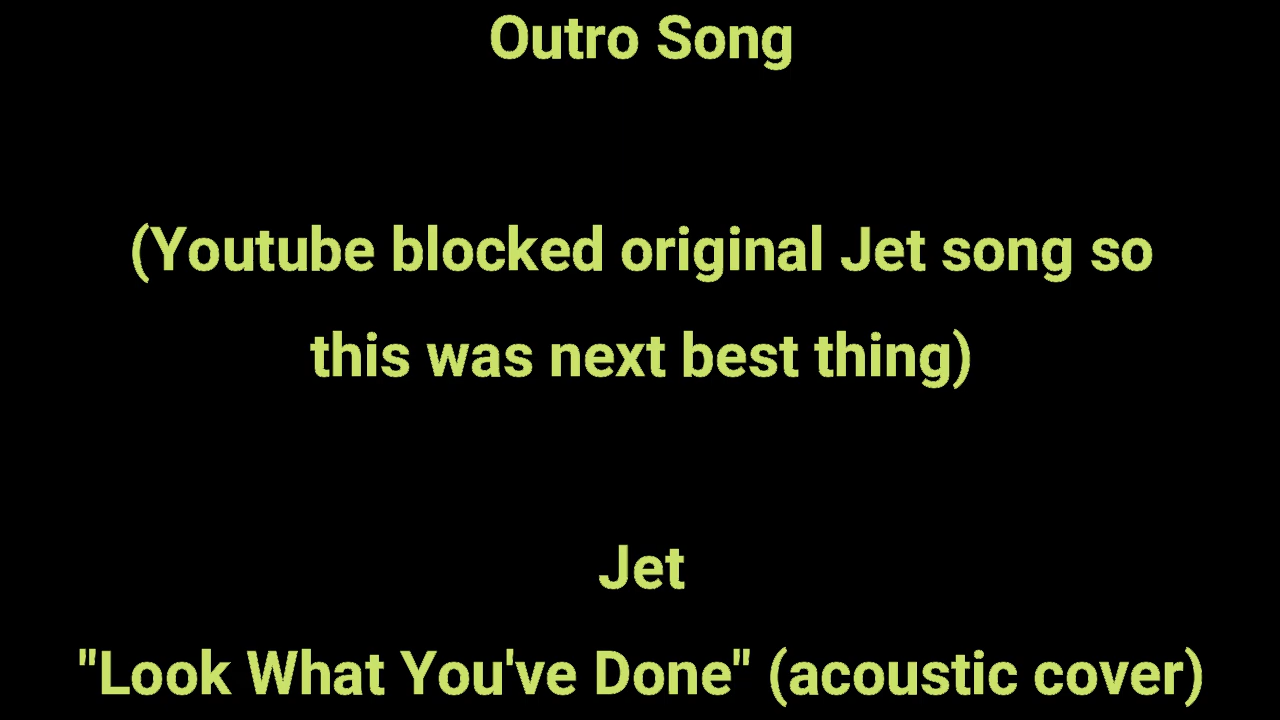 Outro Song
(Youtube blocked original Jet song so
this was next best thing)
Jet
"Look What You've Done" (acoustic cover)